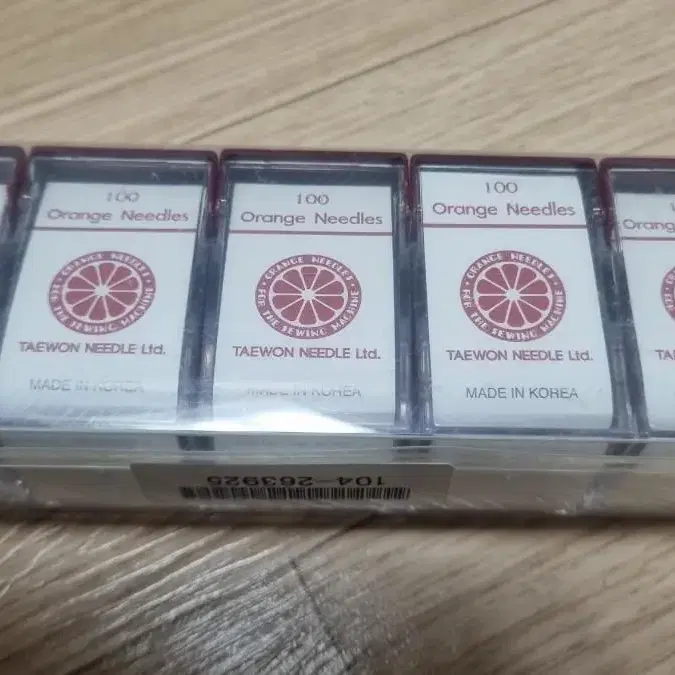 100
Orange Needles
ORANGE NEEDLES
FOR THE SEWING MACHINE
TAEWON NEEDLE Ltd.
MADE IN KOREA
100
Orange Needles
ORANGE NEEDLES
FOR THE SEWING MACHINE
TAEWON NEEDLE Ltd.
MADE IN KOREA
100
Orange Needles
ORANGE NEEDLES
FOR THE SEWING MACHINE
TAEWON NEEDLE Ltd.
MADE IN KOREA
Orange
104-263925